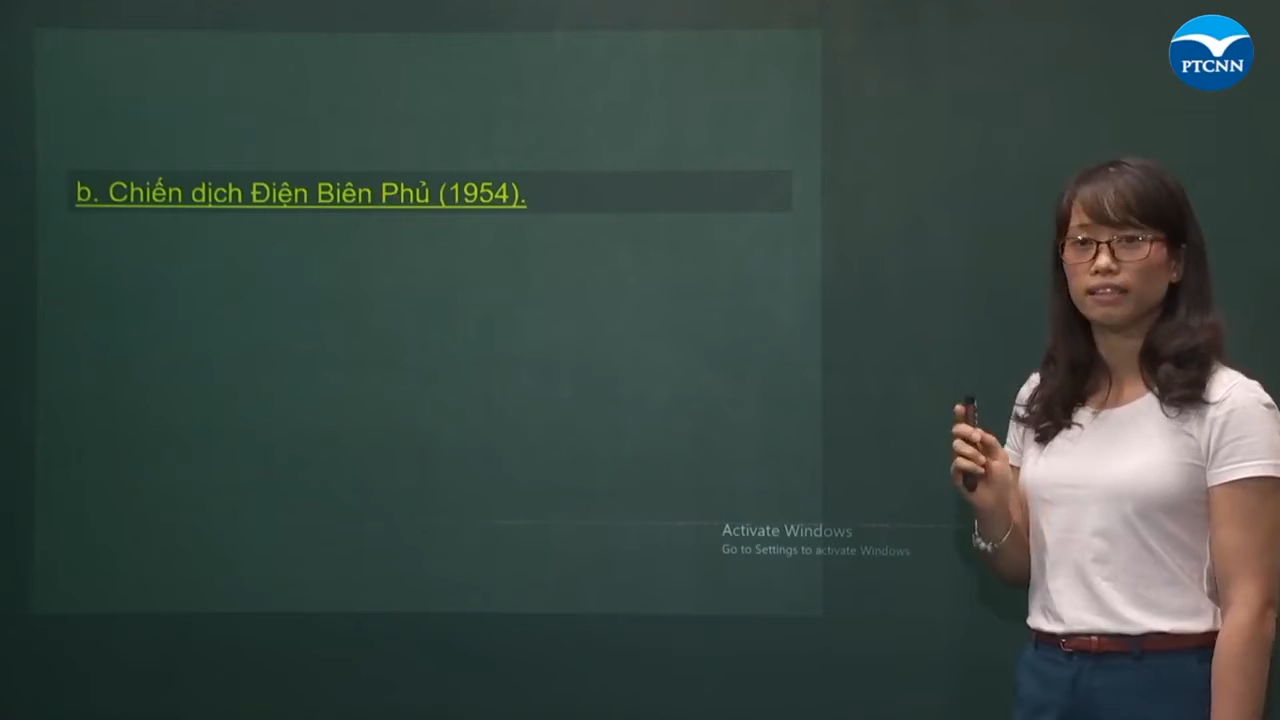 PTCNN
b. Chiến dịch Điện Biên Phủ (1954).
Activate Windows
Go to Settings to activate Windows